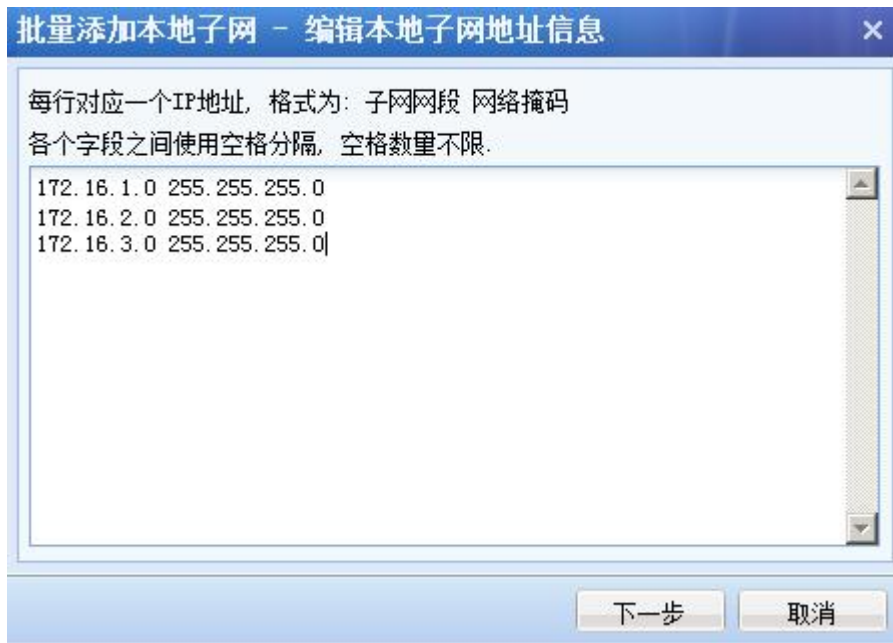 批量添加本地子网 - 编辑本地子网地址信息
每行对应一个IP地址, 格式为: 子网网段 网络掩码
各个字段之间使用空格分隔, 空格数量不限.
172.16.1.0 255.255.255.0
172.16.2.0 255.255.255.0
172.16.3.0 255.255.255.0
下一步 取消